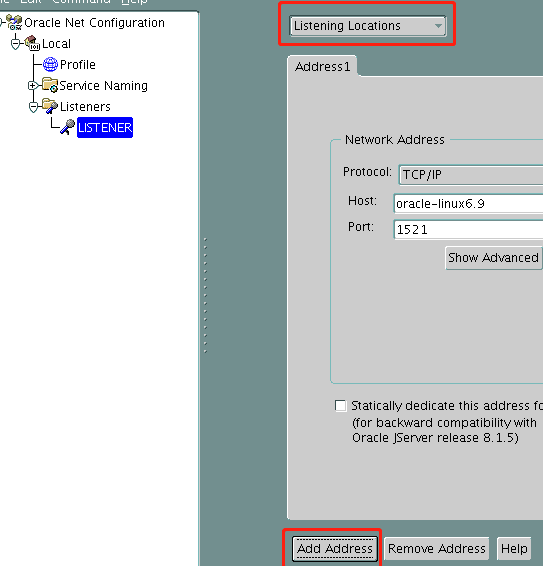 Edit Command Help
Oracle Net Configuration
Local
Profile
Service Naming
Listeners
LISTENER
Listening Locations
Address1
Network Address
Protocol: TCP/IP
Host: oracle-linux6.9
Port: 1521
Show Advanced
Statically dedicate this address fo
(for backward compatibility with
Oracle JServer release 8.1.5)
Add Address Remove Address Help